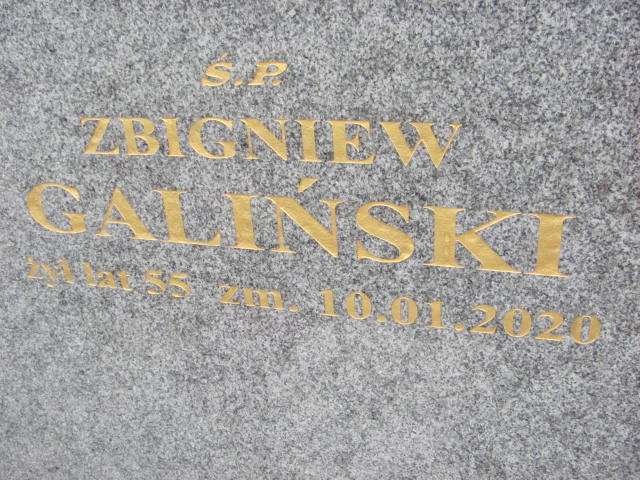 Ś.P.
ZBIGNIEW
GALIŃSKI
żył lat 55 zm. 10.01.2020